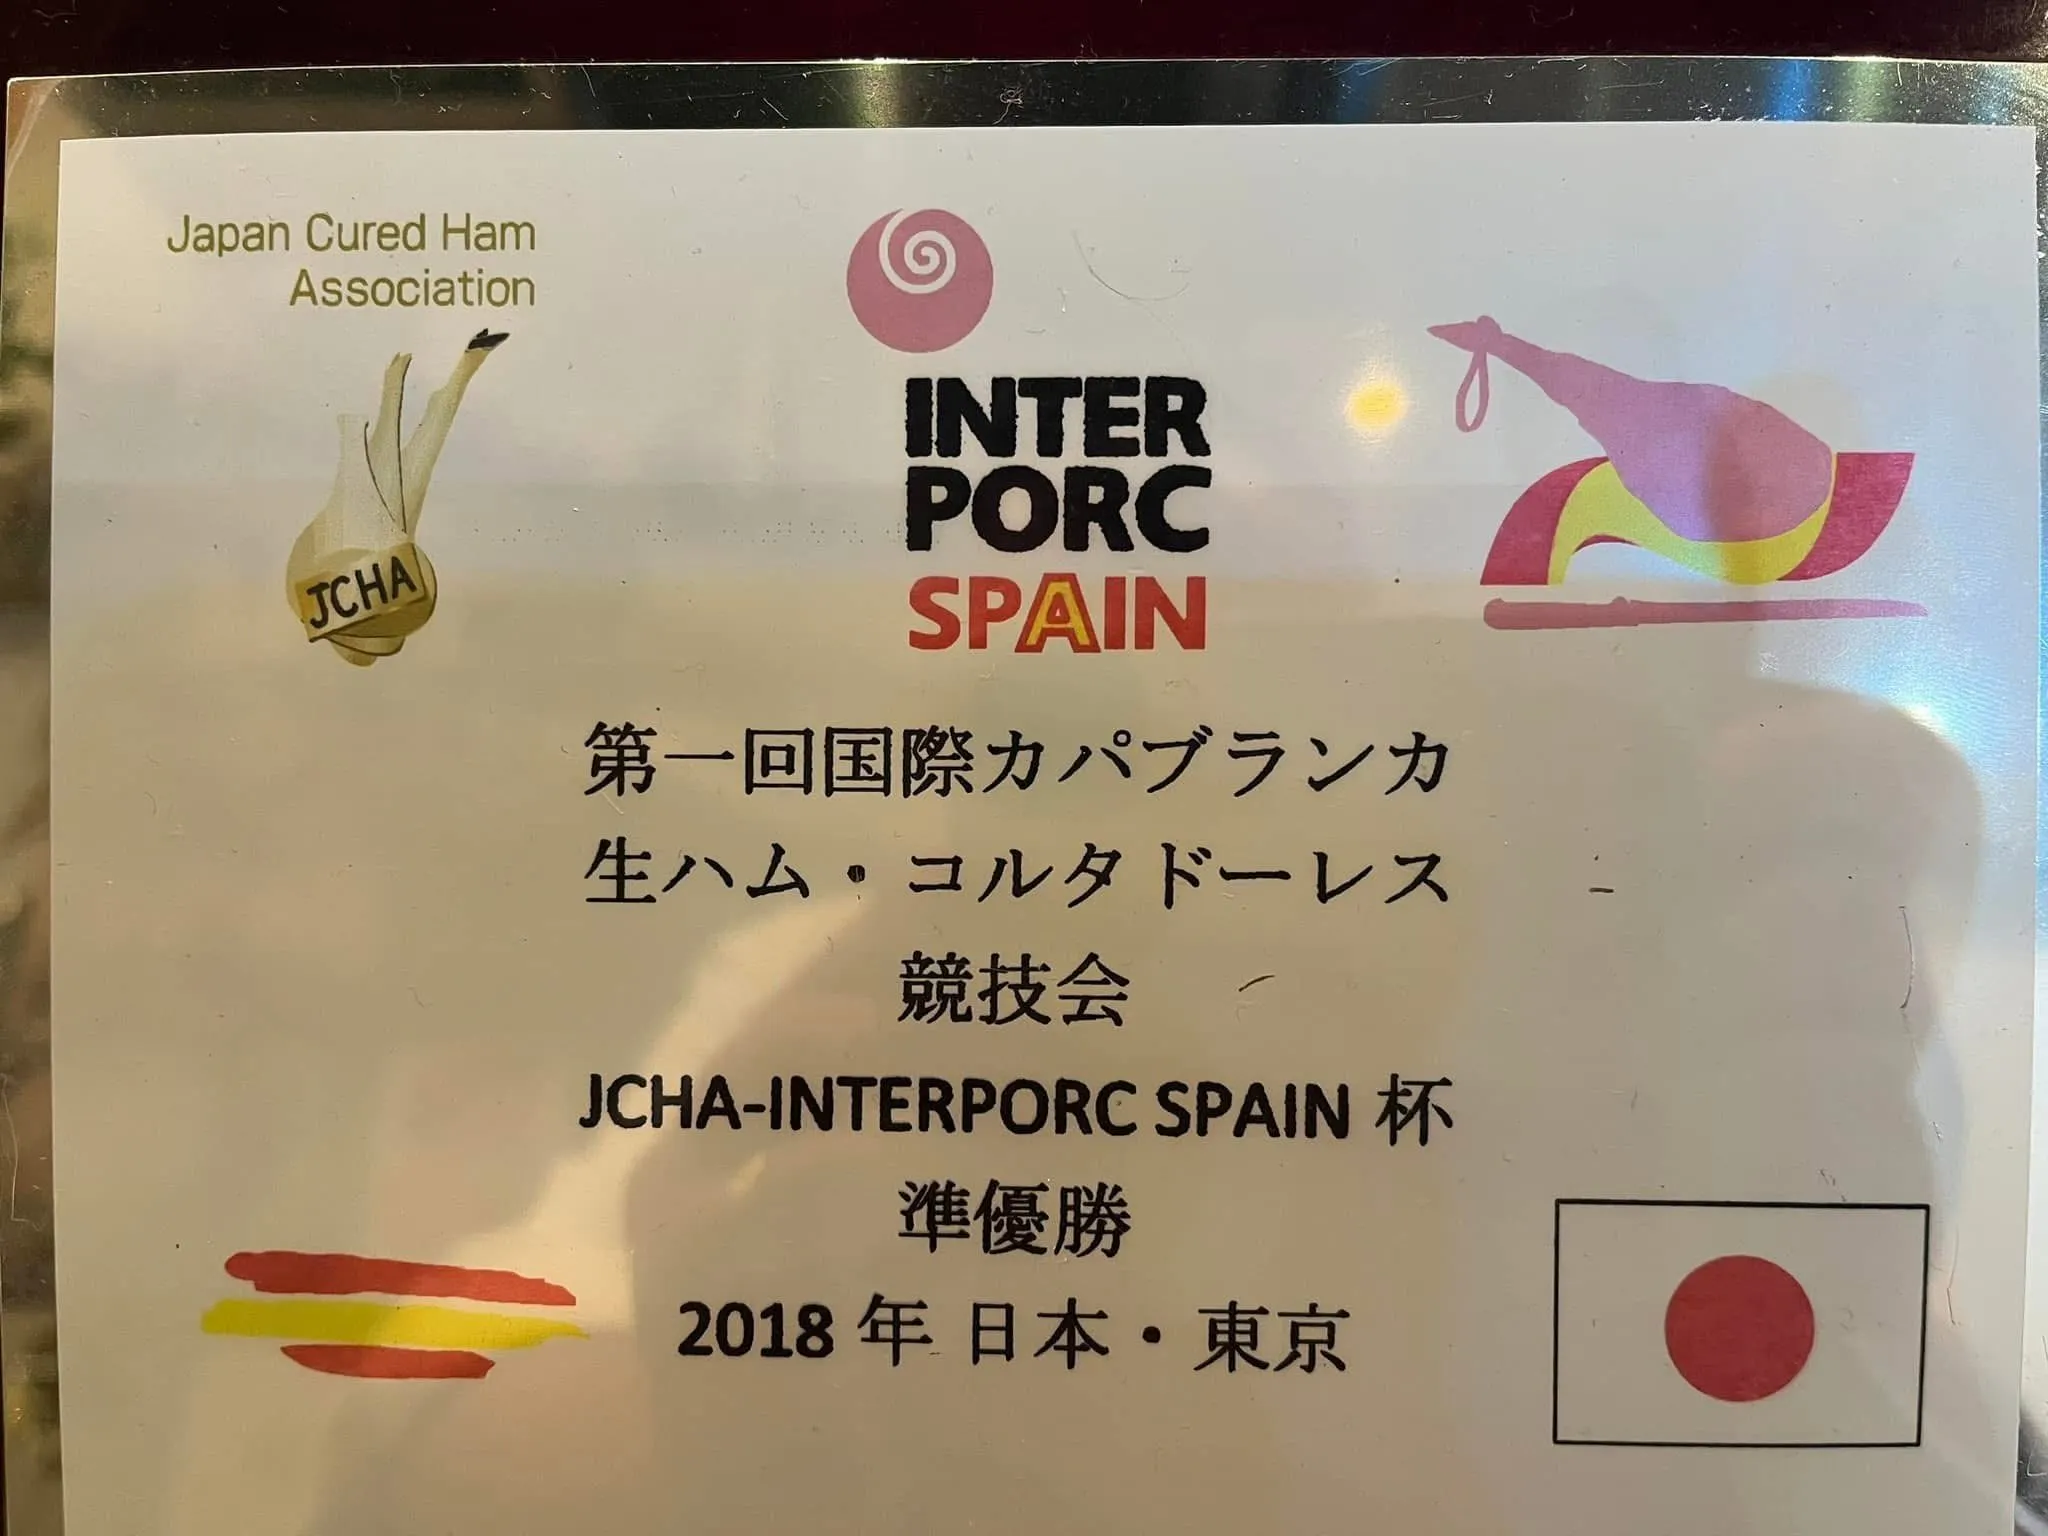 Japan Cured Ham
Association
JCHA
INTER
PORC
SPAIN
第一回国際カパブランカ
生ハム・コルタドーレス
競技会
JCHA-INTERPORC SPAIN 杯
準優勝
2018 年 日本・東京